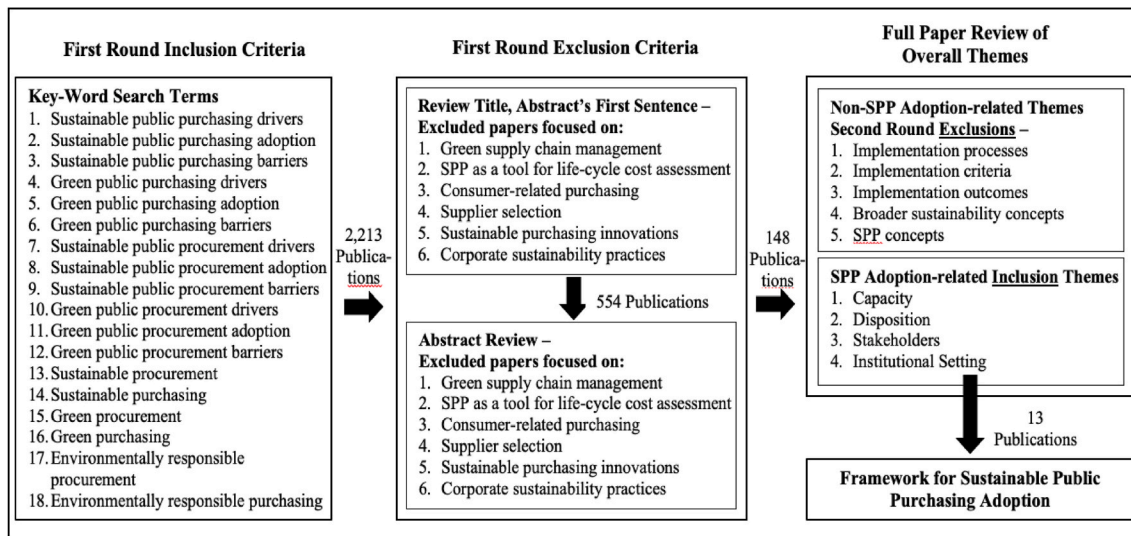 First Round Inclusion Criteria
Key-Word Search Terms
1. Sustainable public purchasing drivers
2. Sustainable public purchasing adoption
3. Sustainable public purchasing barriers
4. Green public purchasing drivers
5. Green public purchasing adoption
6. Green public purchasing barriers
7. Sustainable public procurement drivers
8. Sustainable public procurement adoption
9. Sustainable public procurement barriers
10. Green public procurement drivers
11. Green public procurement adoption
12. Green public procurement barriers
13. Sustainable procurement
14. Sustainable purchasing
15. Green procurement
16. Green purchasing
17. Environmentally responsible
procurement
18. Environmentally responsible purchasing
2,213
Publica-
tions
First Round Exclusion Criteria
Review Title, Abstract's First Sentence –
Excluded papers focused on:
1. Green supply chain management
2. SPP as a tool for life-cycle cost assessment
3. Consumer-related purchasing
4. Supplier selection
5. Sustainable purchasing innovations
6. Corporate sustainability practices
554 Publications
Abstract Review –
Excluded papers focused on:
1. Green supply chain management
2. SPP as a tool for life-cycle cost assessment
3. Consumer-related purchasing
4. Supplier selection
5. Sustainable purchasing innovations
6. Corporate sustainability practices
148
Publica-
tions
Full Paper Review of
Overall Themes
Non-SPP Adoption-related Themes
Second Round Exclusions –
1. Implementation processes
2. Implementation criteria
3. Implementation outcomes
4. Broader sustainability concepts
5. SPP concepts
SPP Adoption-related Inclusion Themes
1. Capacity
2. Disposition
3. Stakeholders
4. Institutional Setting
13
Publications
Framework for Sustainable Public
Purchasing Adoption